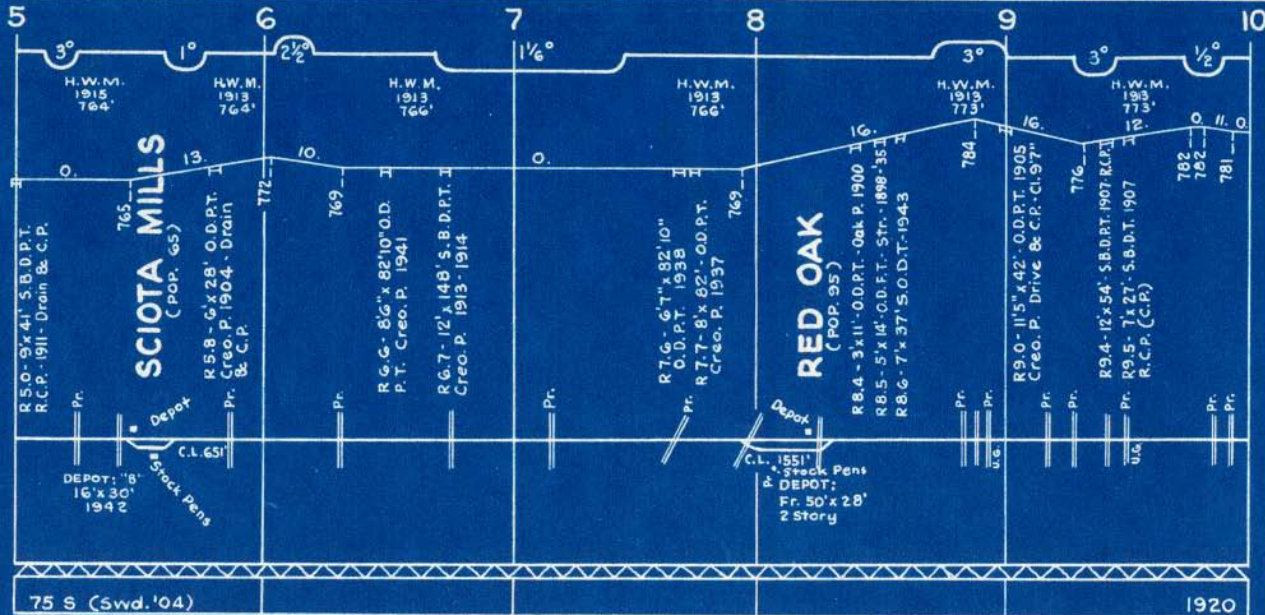 5 6 7 8 9 10
3° 1° 2½° 1⅙° 3° 3° ½°
H.W.M.
1915
764'
H.W.M.
1913
764'
H.W.M.
1913
766'
H.W.M.
1913
766'
H.W.M.
1913
773'
H.W.M.
1913
773'
0. 13. 10. 0. 16. 16. 12. 0. 11. 0.
765 772 769 769 784 776 782 782 781
R 5.0 - 9'x 41' S.B.D.P.T.
R.C.P. - 1911 - Drain & C.P.
SCIOTA MILLS
(POP. 65)
R 5.8 - 6'x 28' O.D.P.T.
Creo. P. 1904 - Drain
& C.P.
R 6.6 - 8'6" x 82'10" O.D.
P.T. Creo. P. 1941
R 6.7 - 12'x 148' S.B.D.P.T.
Creo. P. 1913 - 1914
R 7.6 - 6'7" x 82'10"
O.D.P.T. 1938
R 7.7 - 8'x 82' - O.D.P.T.
Creo. P. 1937
RED OAK
(POP. 95)
R 8.4 - 3'x 11' - O.D.P.T. - Oak P. 1900
R 8.5 - 5'x 14' O.D.F.T. Str. - 1898 - '35
R 8.6 - 7'x 37' S.O.D.T. - 1943
R 9.0 - 11'5" x 42' - O.D.P.T. 1905
Creo. P. Drive & C.P. - Cl. 9'7"
R 9.4 - 12'x 54' S.B.D.P.T. 1907 - R.C.P.
R 9.5 - 7'x 27' S.B.D.T. 1907
R.C.P. (C.P.)
Pr. Pr. Pr. Pr. Pr. Pr. Pr. Pr. Pr. Pr. Pr. Pr.
Depot
C.L. 651'
Stock Pens
DEPOT: "B"
16'x 30'
1942
Depot
C.L. 1551'
Stock Pens
DEPOT:
Fr. 50'x 28'
2 Story
U.G. U.G.
75 S (Swd. '04) 1920